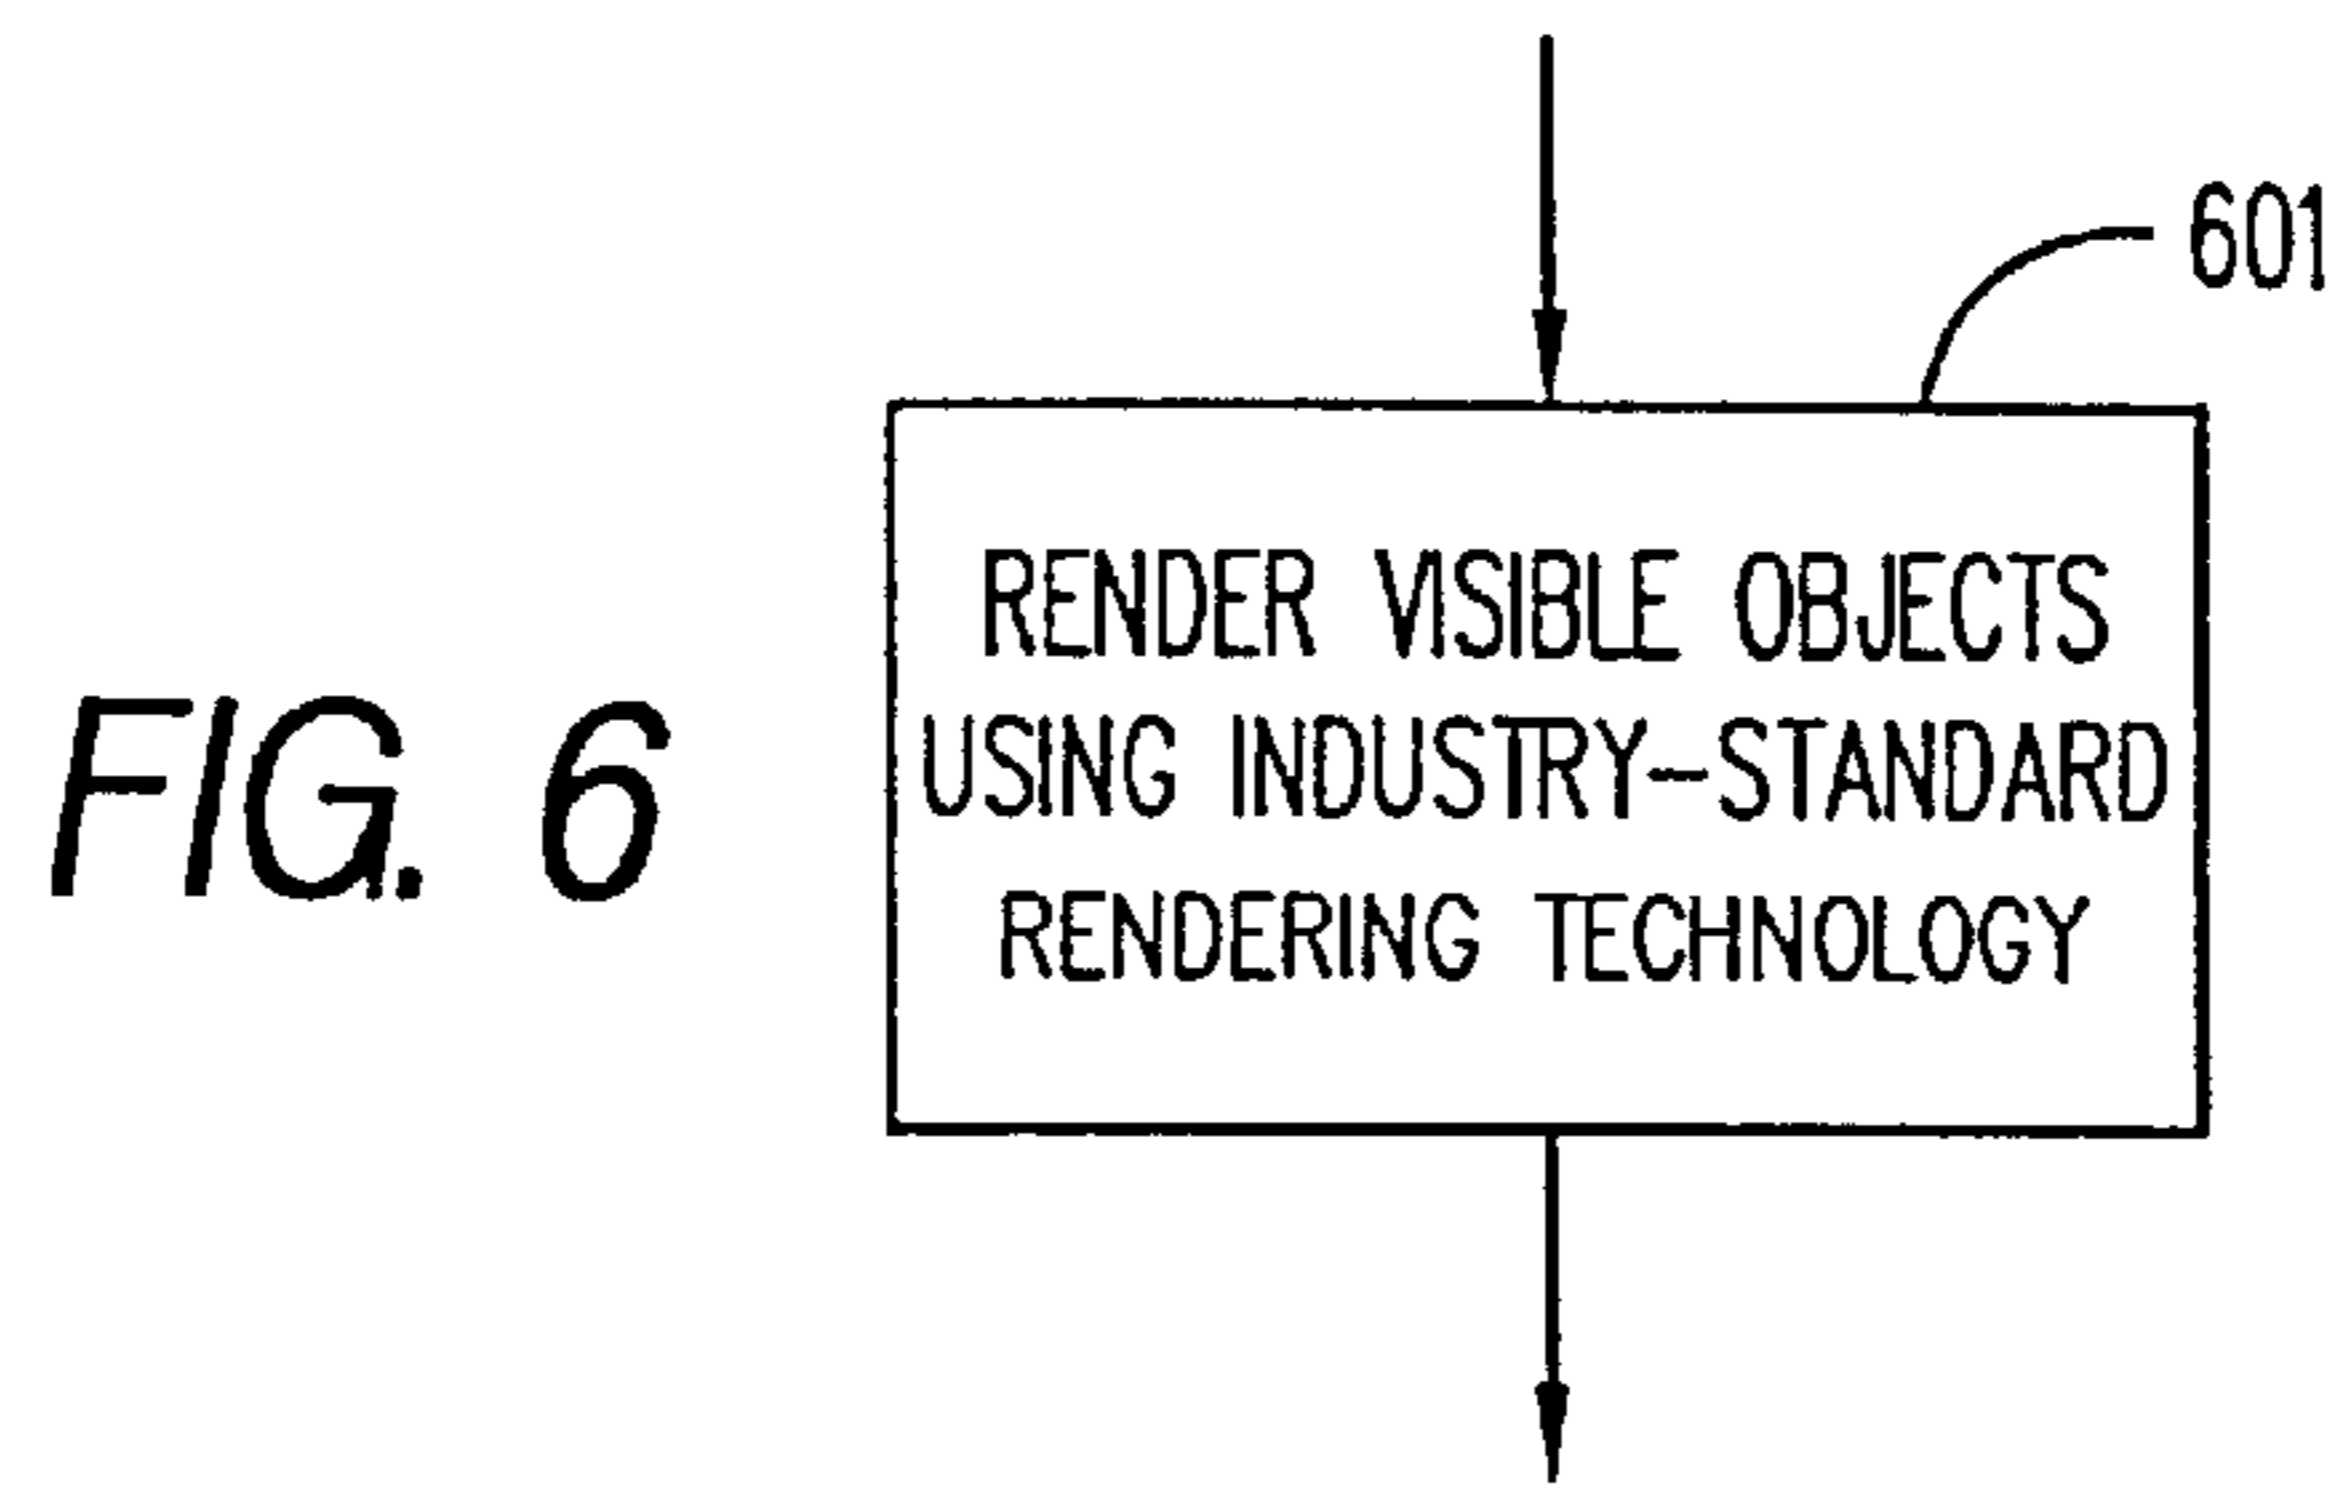 601
RENDER VISIBLE OBJECTS
USING INDUSTRY-STANDARD
RENDERING TECHNOLOGY
FIG. 6